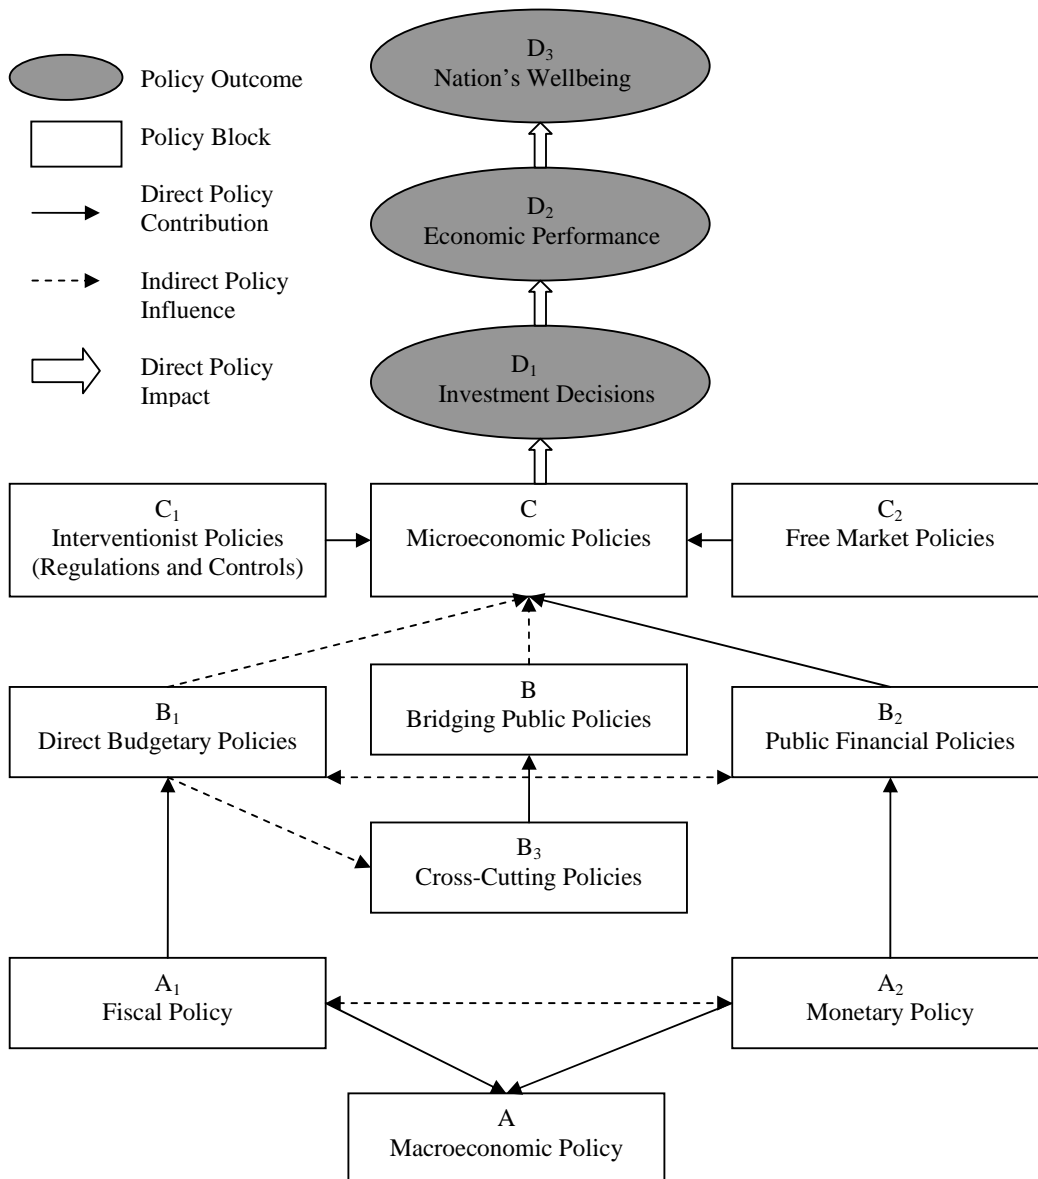 Policy Outcome
Policy Block
Direct Policy
Contribution
Indirect Policy
Influence
Direct Policy
Impact
D₃
Nation’s Wellbeing
D₂
Economic Performance
D₁
Investment Decisions
C₁
Interventionist Policies
(Regulations and Controls)
C
Microeconomic Policies
C₂
Free Market Policies
B₁
Direct Budgetary Policies
B
Bridging Public Policies
B₂
Public Financial Policies
B₃
Cross-Cutting Policies
A₁
Fiscal Policy
A₂
Monetary Policy
A
Macroeconomic Policy